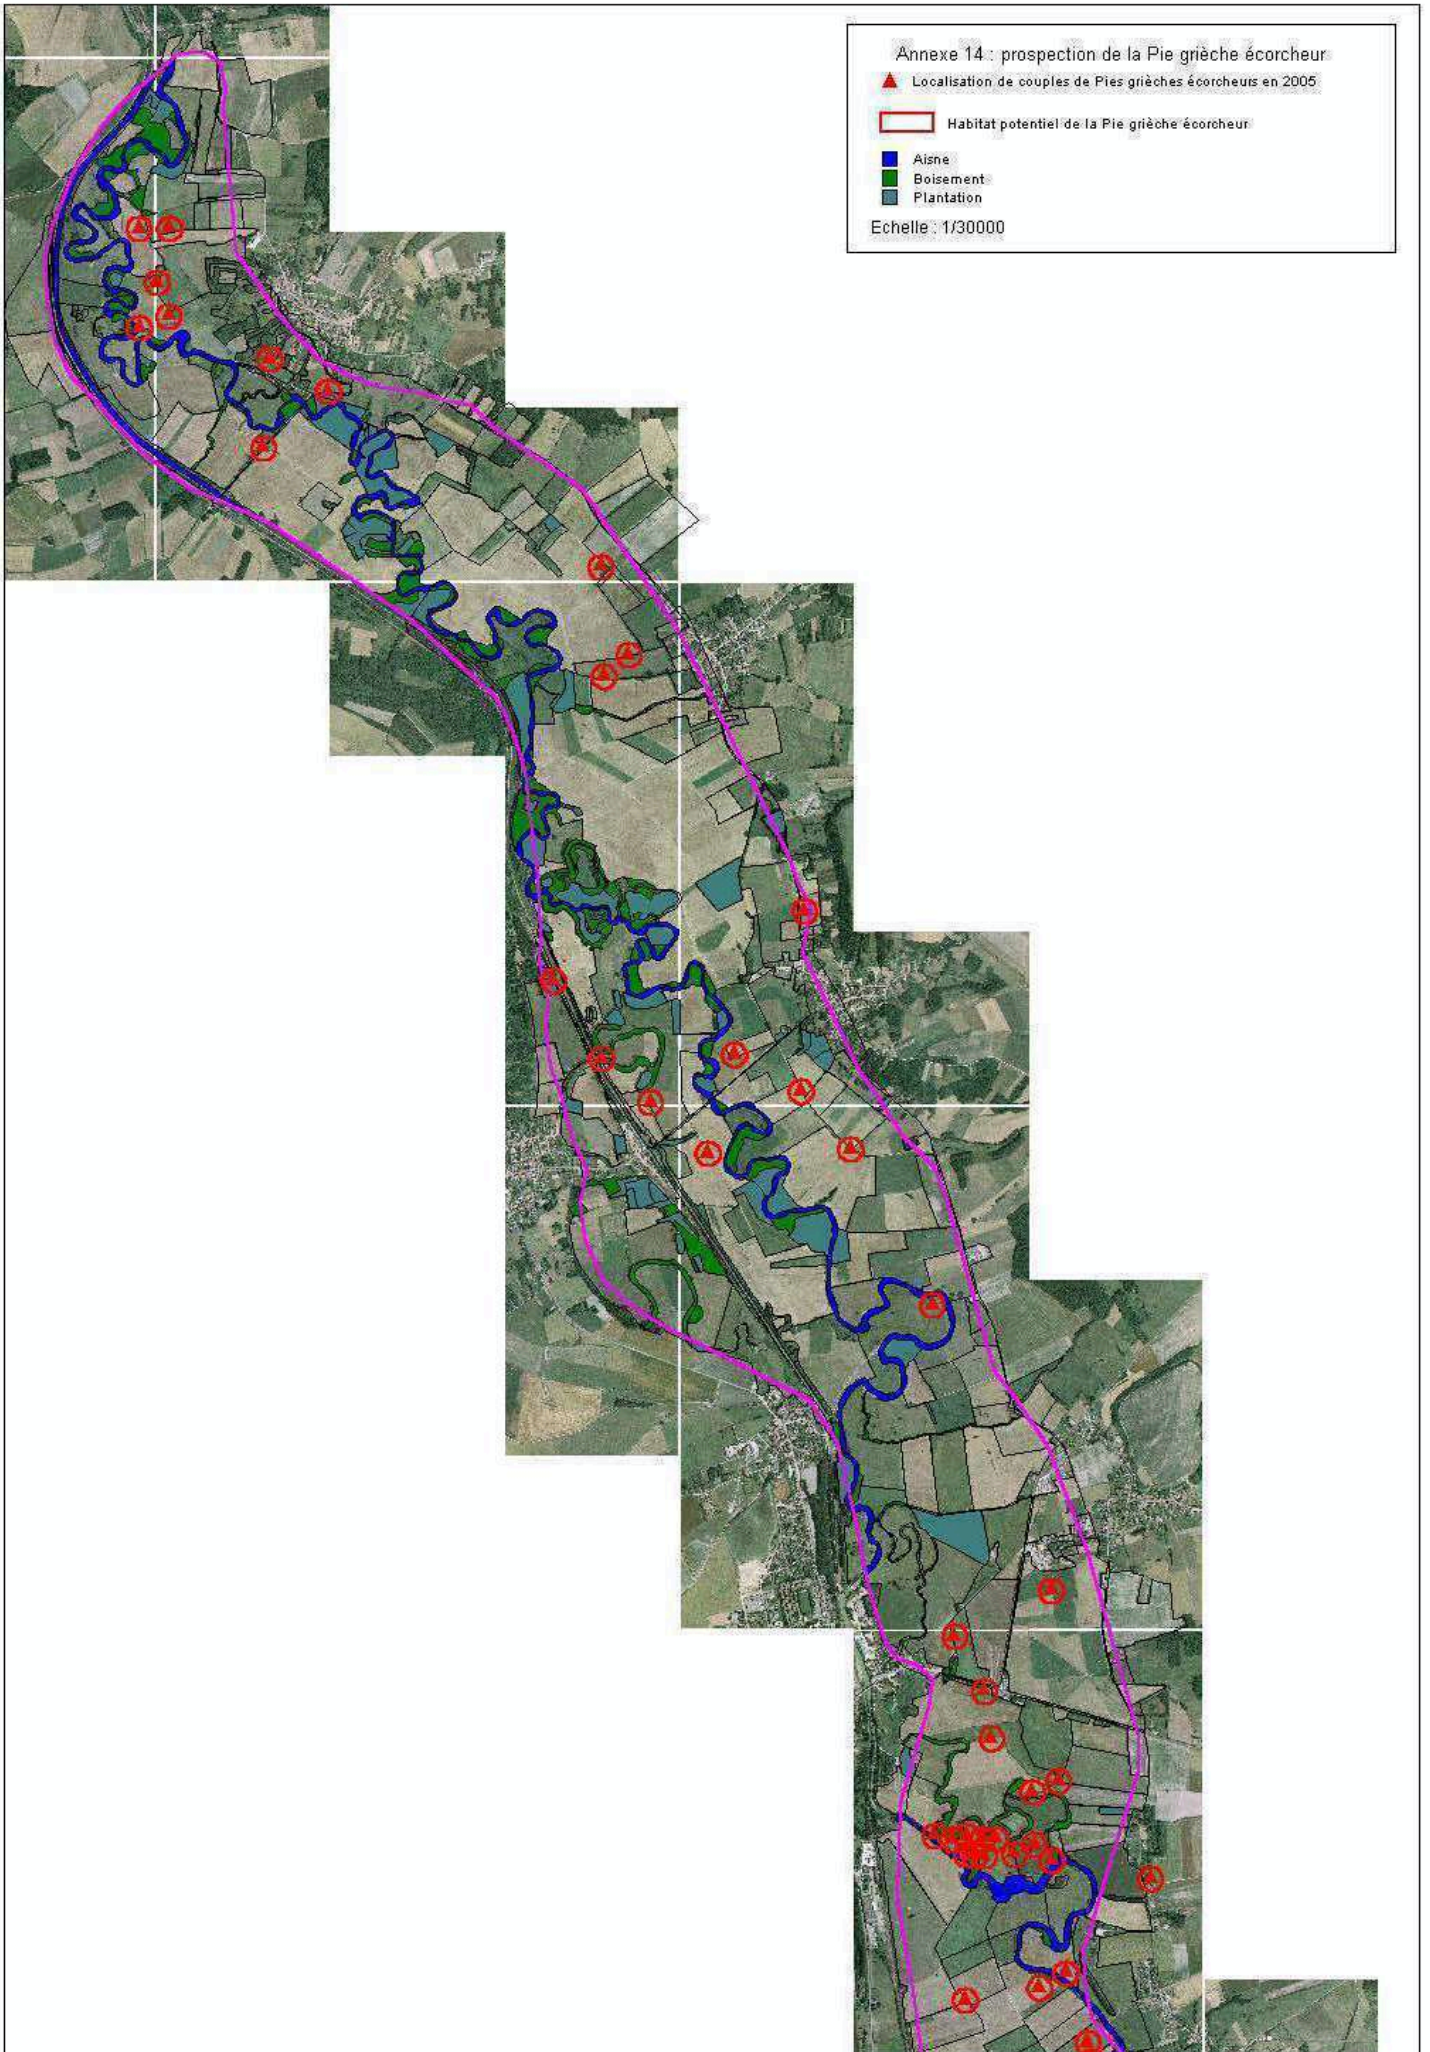 Annexe 14 : prospection de la Pie grièche écorcheur
Localisation de couples de Pies grièches écorcheurs en 2005
Habitat potentiel de la Pie grièche écorcheur
Aisne
Boisement
Plantation
Echelle : 1/30000